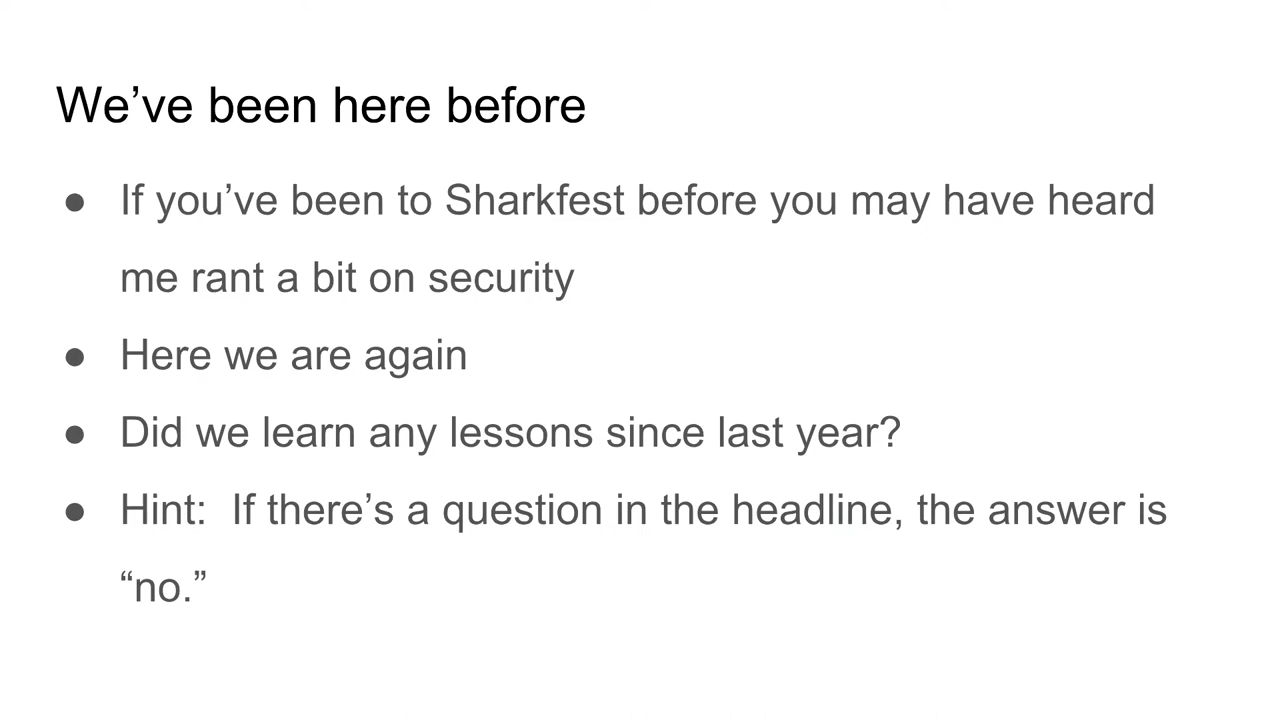 We’ve been here before
● If you’ve been to Sharkfest before you may have heard
me rant a bit on security
● Here we are again
● Did we learn any lessons since last year?
● Hint:  If there’s a question in the headline, the answer is
“no.”